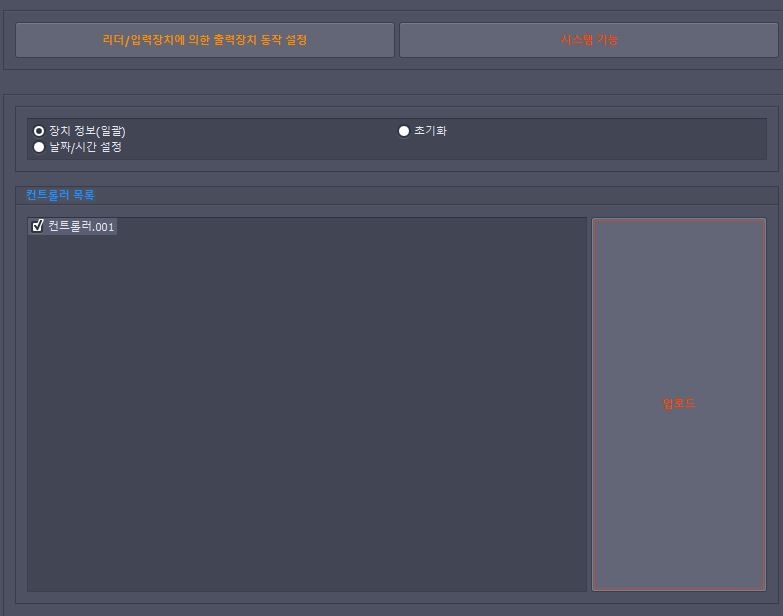 리더/입력장치에 의한 출력장치 동작 설정
시스템 기능
장치 정보(일괄)
초기화
날짜/시간 설정
컨트롤러 목록
컨트롤러.001
업로드